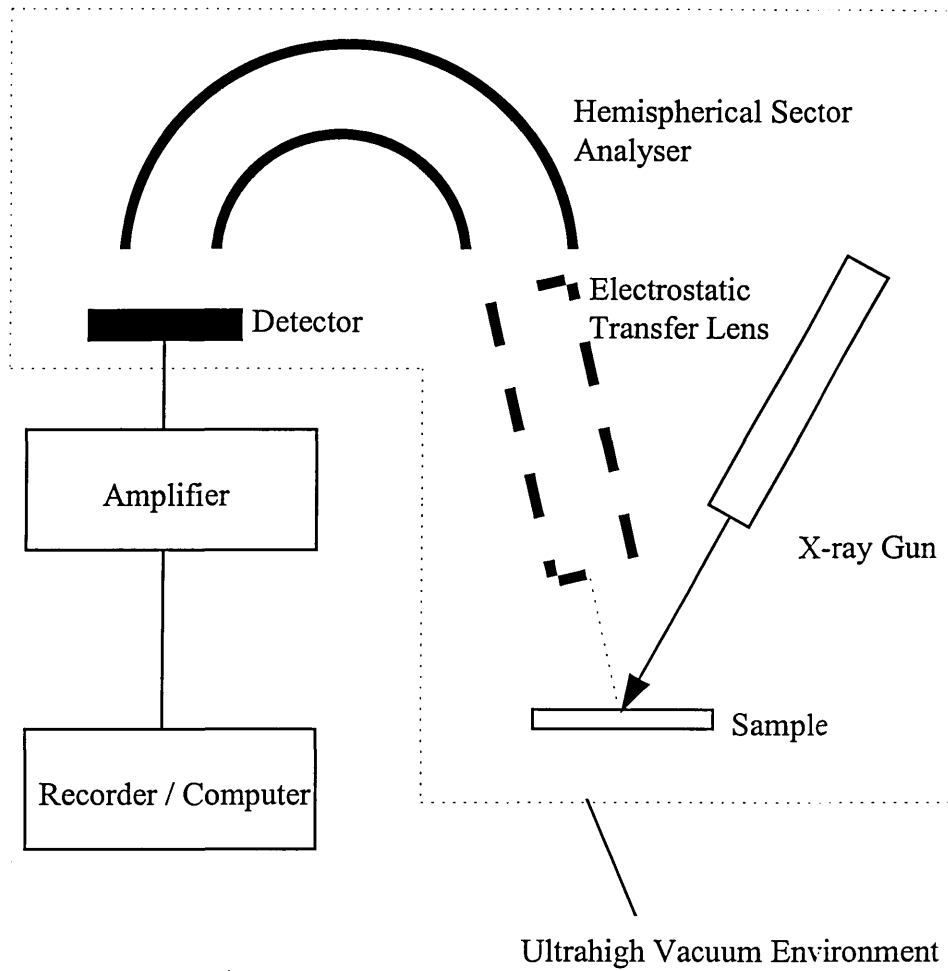 Hemispherical Sector
Analyser
Electrostatic
Transfer Lens
Detector
Amplifier
X-ray Gun
Sample
Recorder / Computer
Ultrahigh Vacuum Environment